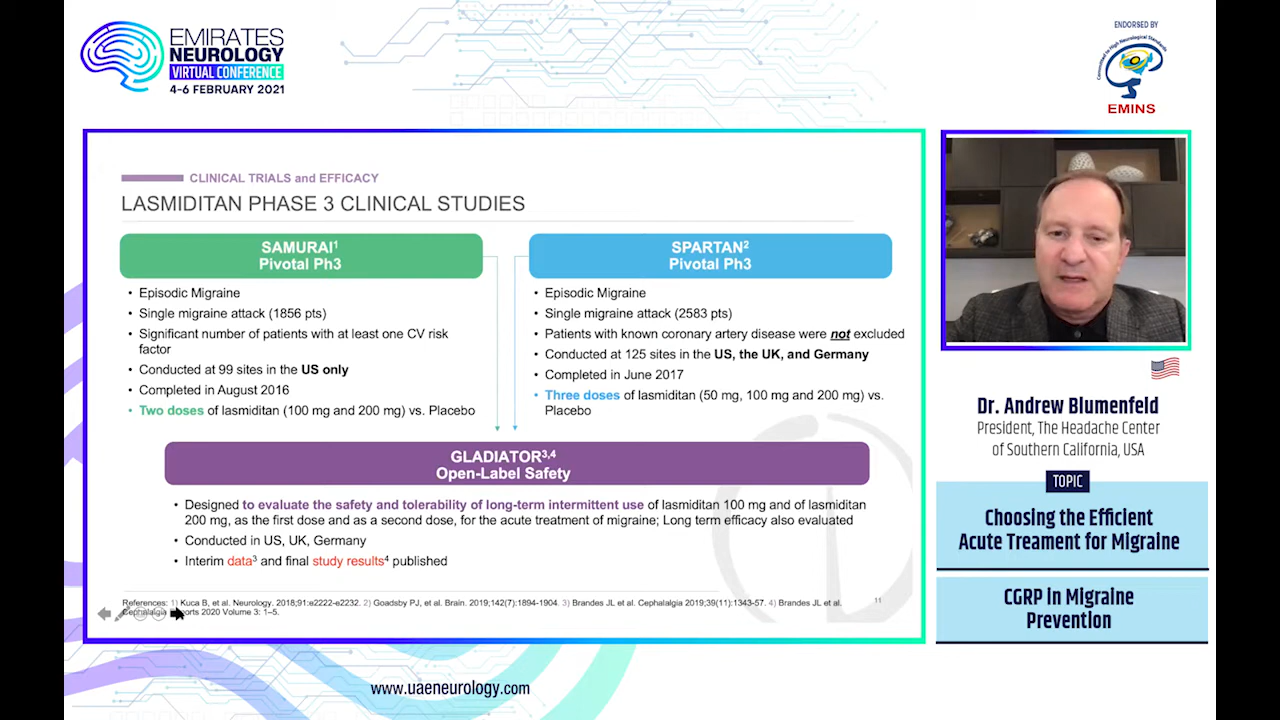 EMIRATES
NEUROLOGY
VIRTUAL CONFERENCE
4-6 FEBRUARY 2021
ENDORSED BY
Committed to High Neurological Standards
EMINS
CLINICAL TRIALS and EFFICACY
LASMIDITAN PHASE 3 CLINICAL STUDIES
SAMURAI1
Pivotal Ph3
• Episodic Migraine
• Single migraine attack (1856 pts)
• Significant number of patients with at least one CV risk
factor
• Conducted at 99 sites in the US only
• Completed in August 2016
• Two doses of lasmiditan (100 mg and 200 mg) vs. Placebo
SPARTAN2
Pivotal Ph3
• Episodic Migraine
• Single migraine attack (2583 pts)
• Patients with known coronary artery disease were not excluded
• Conducted at 125 sites in the US, the UK, and Germany
• Completed in June 2017
• Three doses of lasmiditan (50 mg, 100 mg and 200 mg) vs.
Placebo
GLADIATOR3,4
Open-Label Safety
• Designed to evaluate the safety and tolerability of long-term intermittent use of lasmiditan 100 mg and of lasmiditan
200 mg, as the first dose and as a second dose, for the acute treatment of migraine; Long term efficacy also evaluated
• Conducted in US, UK, Germany
• Interim data3 and final study results4 published
References: 1) Kuca B, et al. Neurology. 2018;91:e2222-e2232. 2) Goadsby PJ, et al. Brain. 2019;142(7):1894-1904. 3) Brandes JL et al. Cephalalgia 2019;39(11):1343-57. 4) Brandes JL et al.
Cephalalgia Reports 2020 Volume 3: 1–5.
11
Dr. Andrew Blumenfeld
President, The Headache Center
of Southern California, USA
TOPIC
Choosing the Efficient
Acute Treament for Migraine
CGRP in Migraine
Prevention
www.uaeneurology.com